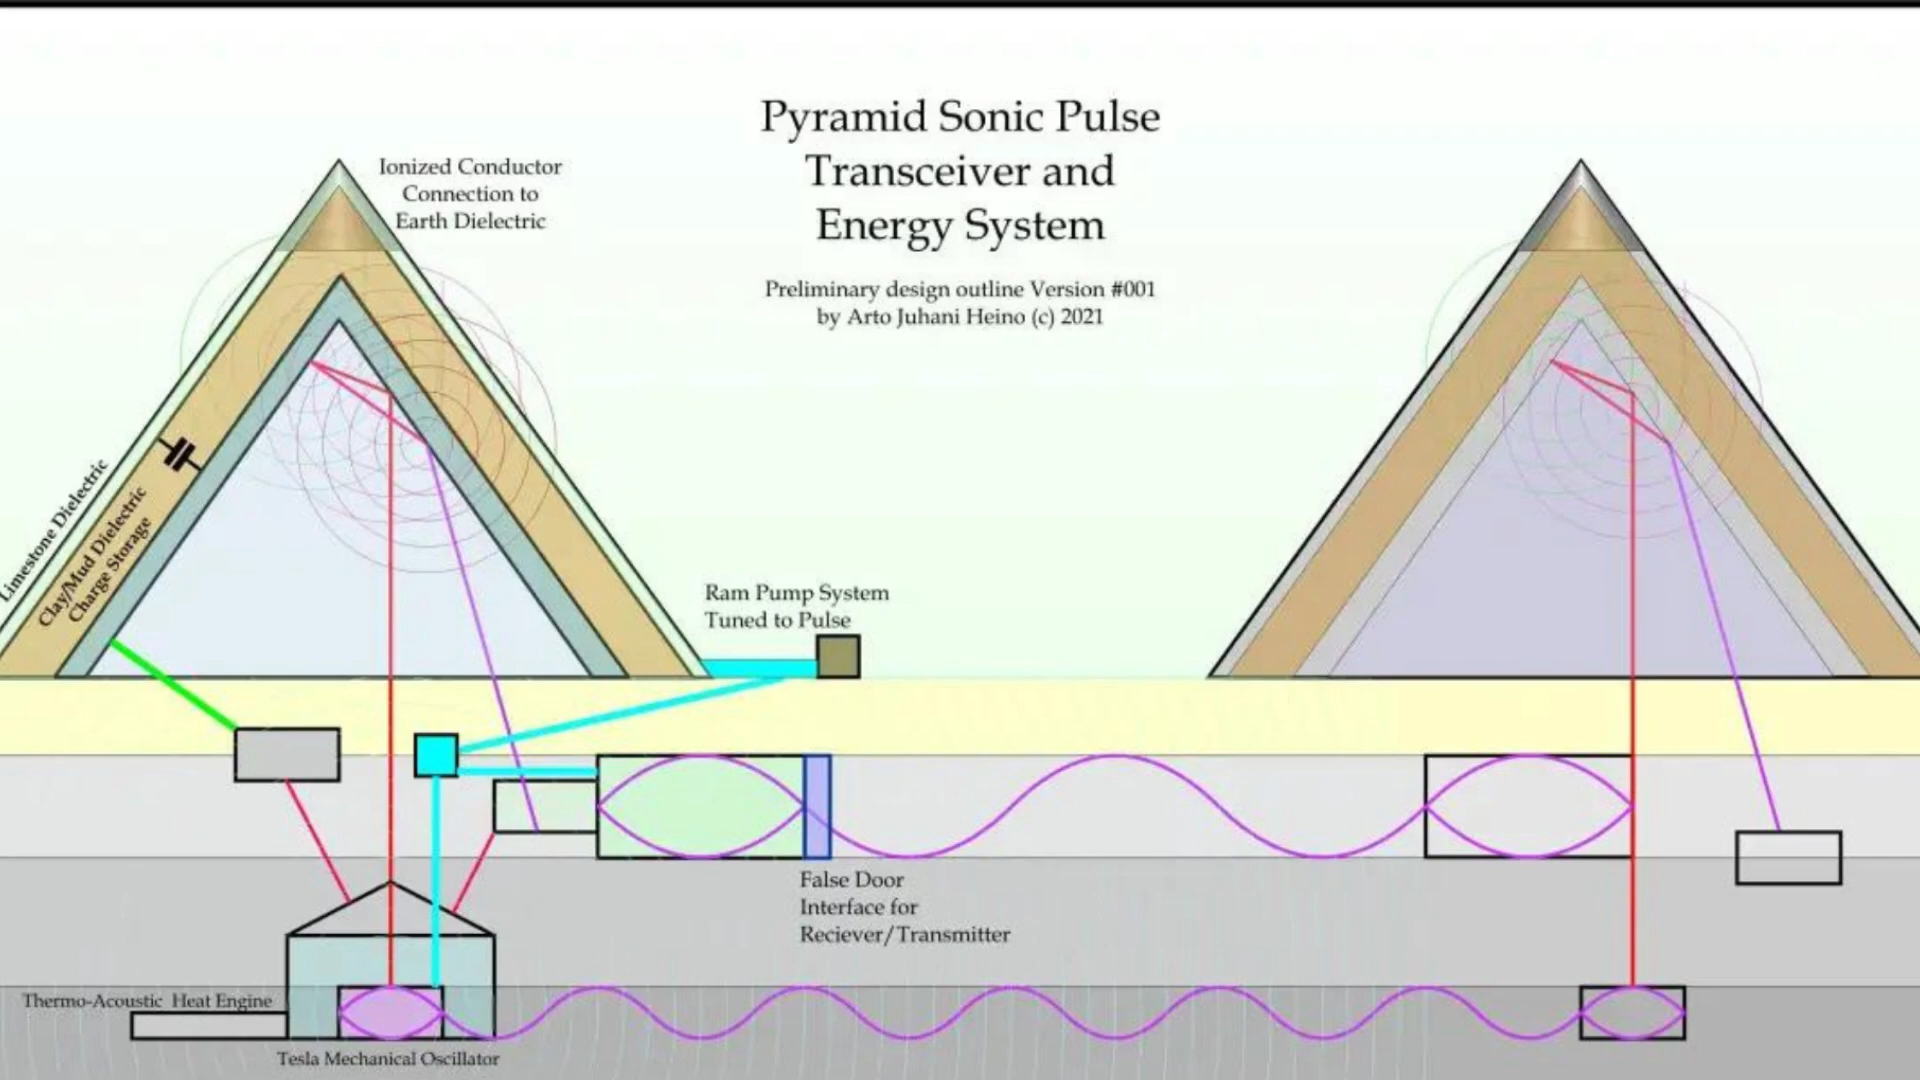 Pyramid Sonic Pulse
Transceiver and
Energy System
Preliminary design outline Version #001
by Arto Juhani Heino (c) 2021
Ionized Conductor
Connection to
Earth Dielectric
Limestone Dielectric
Clay/Mud Dielectric
Charge Storage
Ram Pump System
Tuned to Pulse
False Door
Interface for
Reciever/Transmitter
Thermo-Acoustic Heat Engine
Tesla Mechanical Oscillator